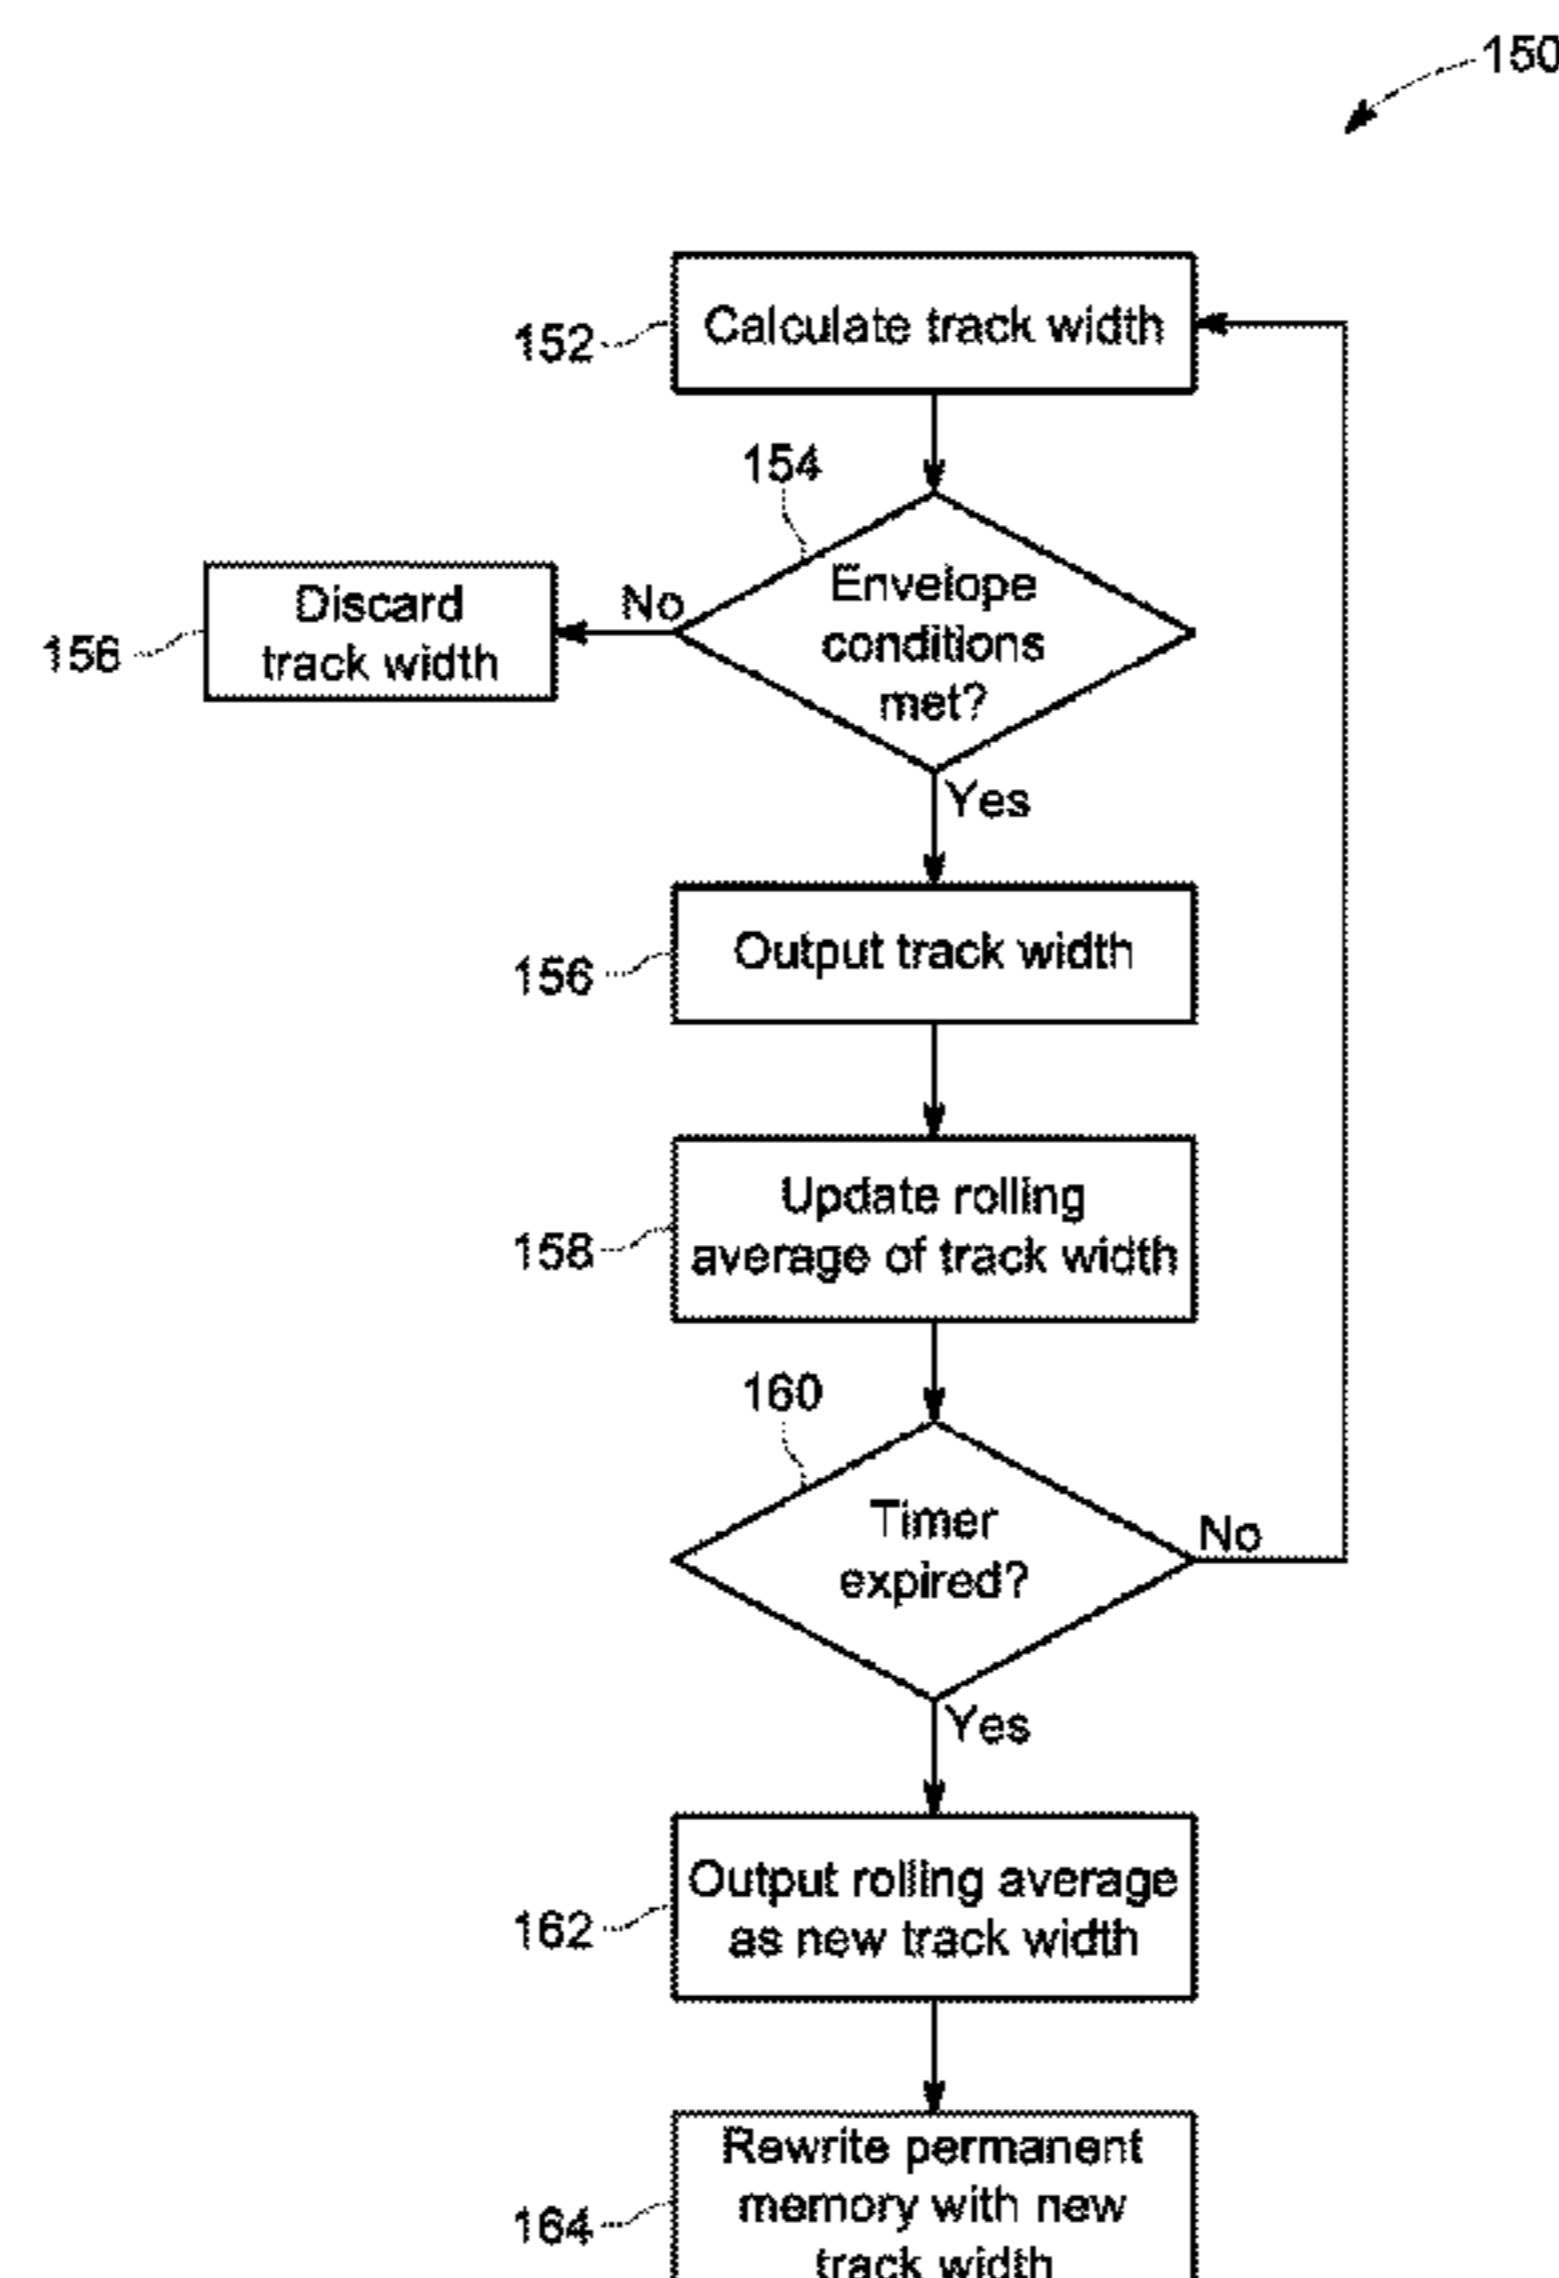 150
Calculate track width
152
154
Envelope
conditions
met?
No
Discard
track width
156
Yes
Output track width
156
Update rolling
average of track width
158
160
Timer
expired?
No
Yes
Output rolling average
as new track width
162
Rewrite permanent
memory with new
track width
164